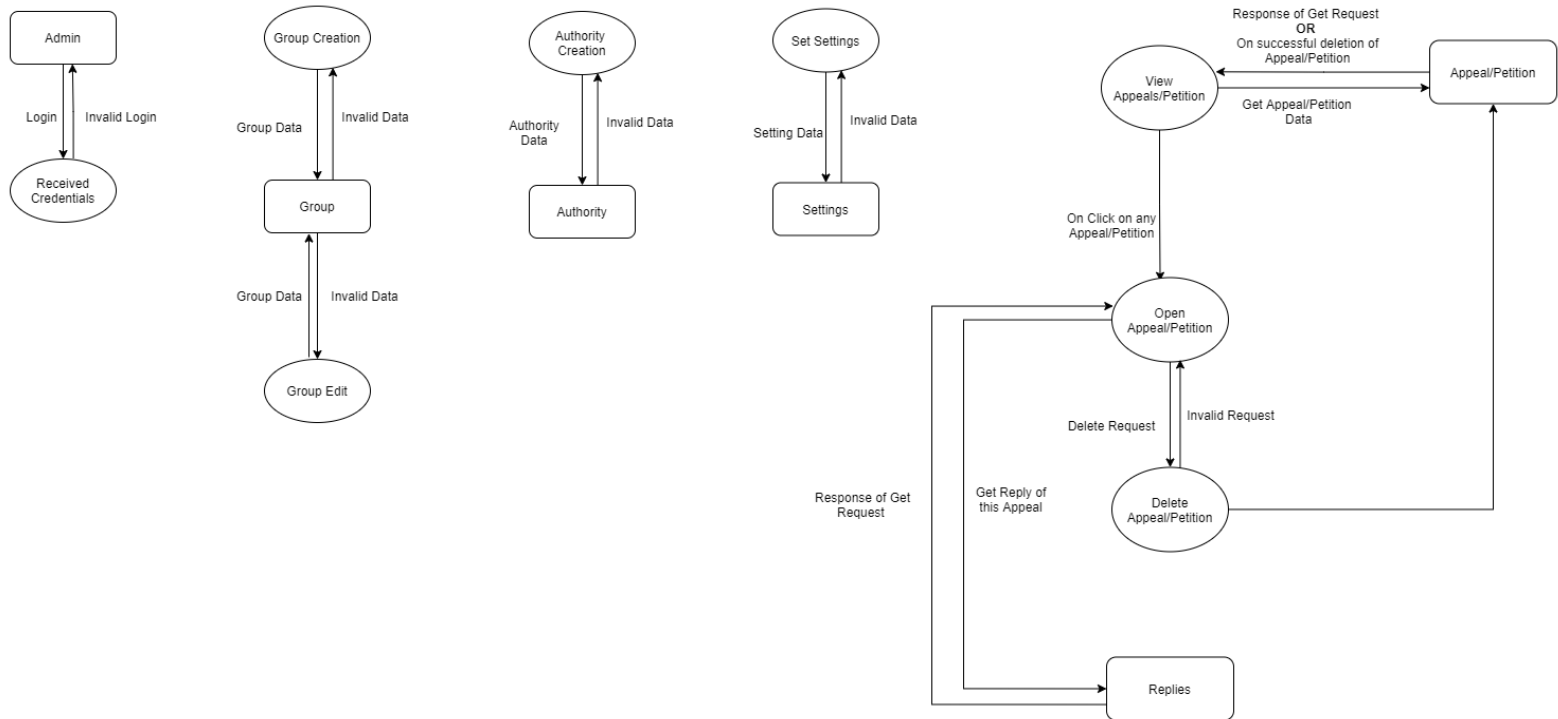 Admin
Login
Invalid Login
Received
Credentials
Group Creation
Group Data
Invalid Data
Group
Group Data
Invalid Data
Group Edit
Authority
Creation
Authority
Data
Invalid Data
Authority
Set Settings
Setting Data
Invalid Data
Settings
Response of Get Request
OR
On successful deletion of
Appeal/Petition
View
Appeals/Petition
Appeal/Petition
Get Appeal/Petition
Data
On Click on any
Appeal/Petition
Open
Appeal/Petition
Delete Request
Invalid Request
Delete
Appeal/Petition
Response of Get
Request
Get Reply of
this Appeal
Replies